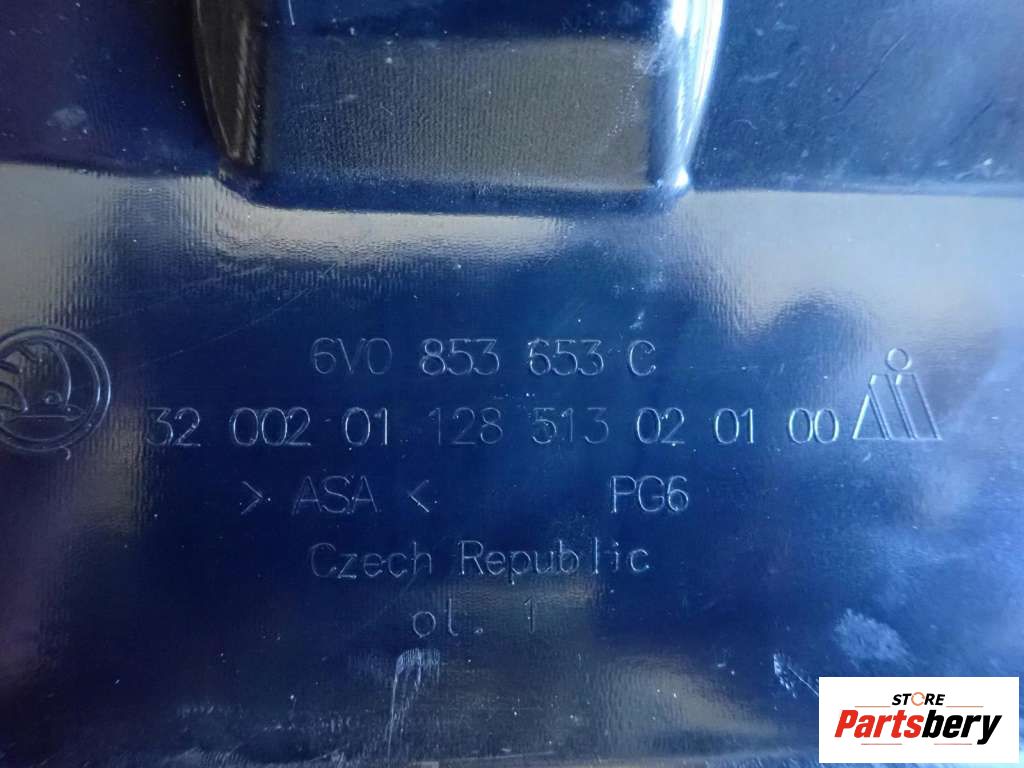 6V0 853 653 C
32 002 01 128 513 02 01 00
> ASA < PG6
Czech Republic
ol. 1
STORE
Partsbery